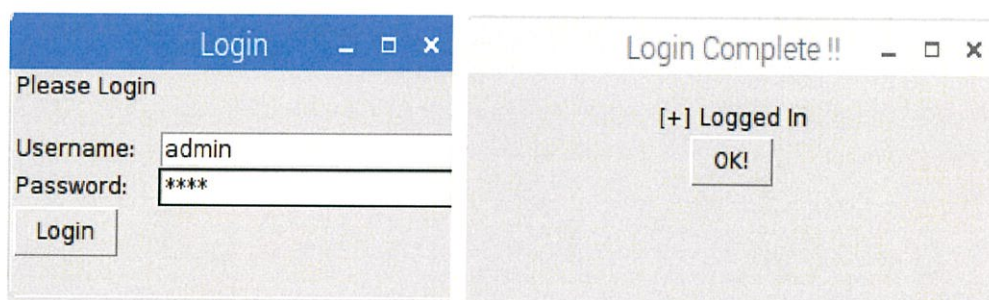 Login
Please Login
Username: admin
Password: ****
Login
Login Complete !!
[+] Logged In
OK!